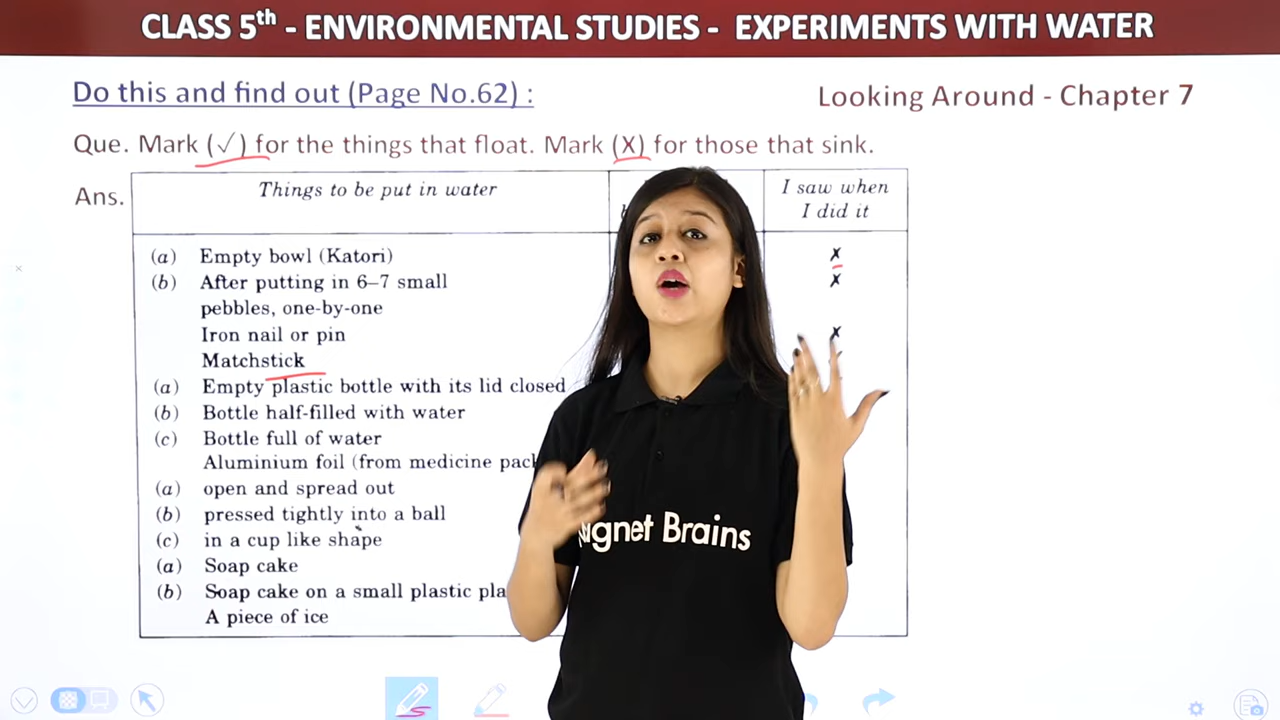 CLASS 5th - ENVIRONMENTAL STUDIES - EXPERIMENTS WITH WATER
Do this and find out (Page No.62) :
Looking Around - Chapter 7
Que. Mark (✓) for the things that float. Mark (X) for those that sink.
Ans.
Things to be put in water
I saw when
I did it
(a) Empty bowl (Katori) ✗
(b) After putting in 6–7 small ✗
pebbles, one-by-one
Iron nail or pin ✗
Matchstick
(a) Empty plastic bottle with its lid closed
(b) Bottle half-filled with water
(c) Bottle full of water
Aluminium foil (from medicine
(a) open and spread out
(b) pressed tightly into a ball
(c) in a cup like shape
(a) Soap cake
(b) Soap cake on a small plastic
A piece of ice
Brains